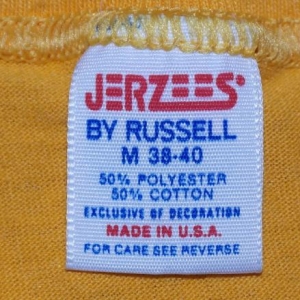 JERZEES®
BY RUSSELL
M 38-40
50% POLYESTER
50% COTTON
EXCLUSIVE OF DECORATION
MADE IN U.S.A.
FOR CARE SEE REVERSE